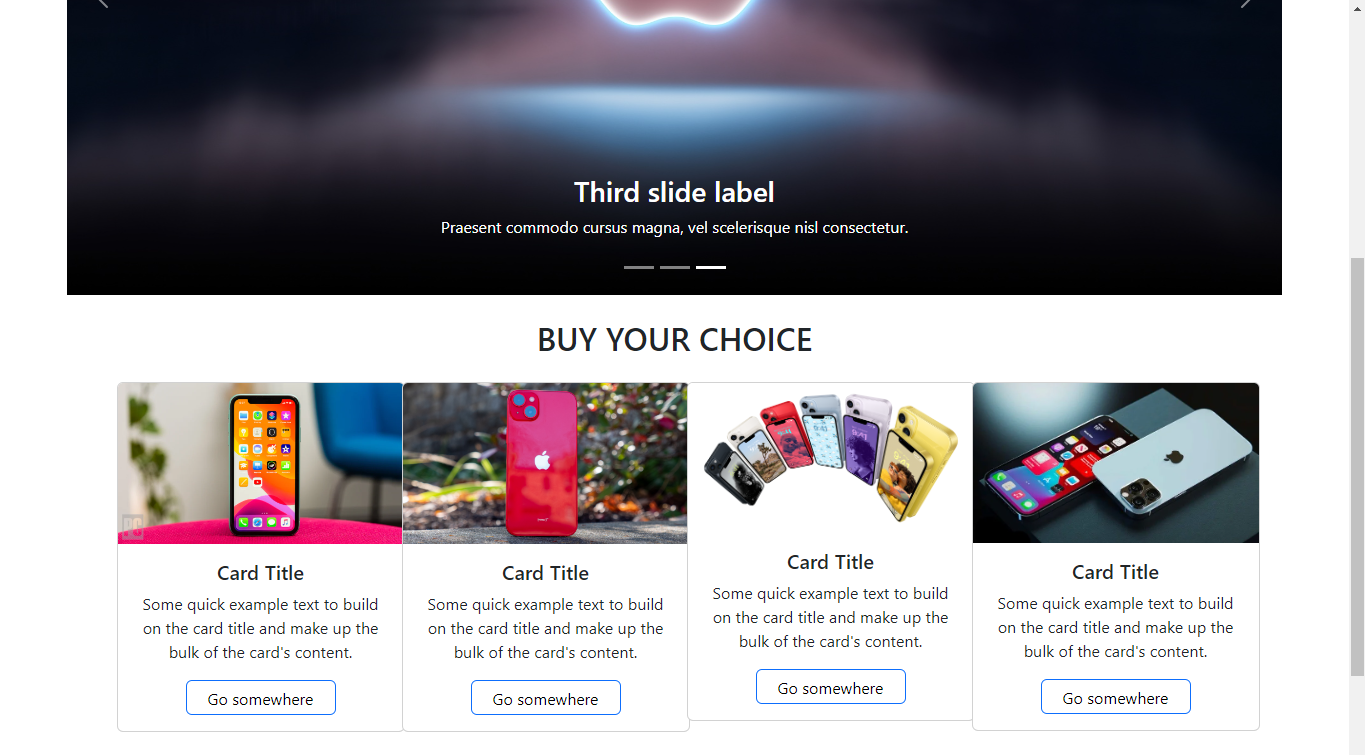 Third slide label
Praesent commodo cursus magna, vel scelerisque nisl consectetur.
BUY YOUR CHOICE
PC
9:41
9:41
Card Title
Some quick example text to build
on the card title and make up the
bulk of the card's content.
Go somewhere
Card Title
Some quick example text to build
on the card title and make up the
bulk of the card's content.
Go somewhere
Card Title
Some quick example text to build
on the card title and make up the
bulk of the card's content.
Go somewhere
Card Title
Some quick example text to build
on the card title and make up the
bulk of the card's content.
Go somewhere